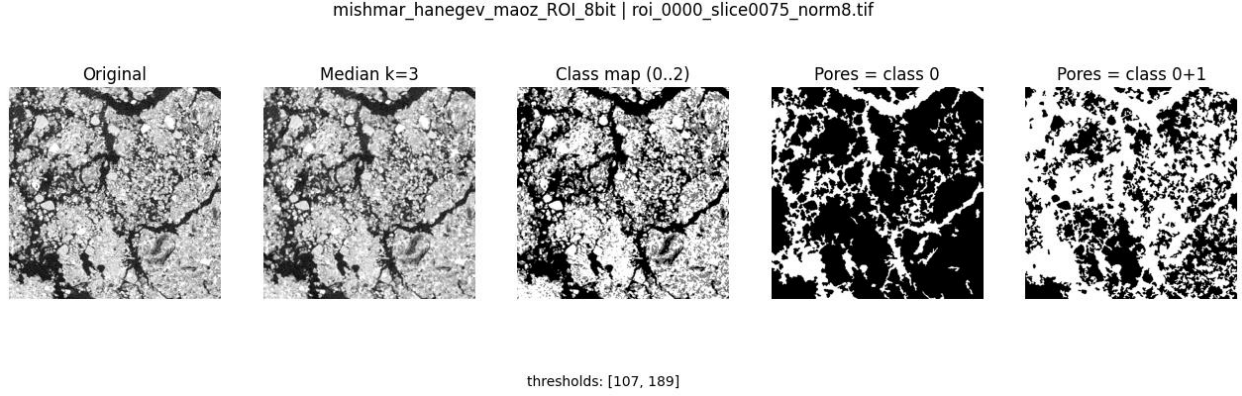 mishmar_hanegev_maoz_ROI_8bit | roi_0000_slice0075_norm8.tif
Original
Median k=3
Class map (0..2)
Pores = class 0
Pores = class 0+1
thresholds: [107, 189]